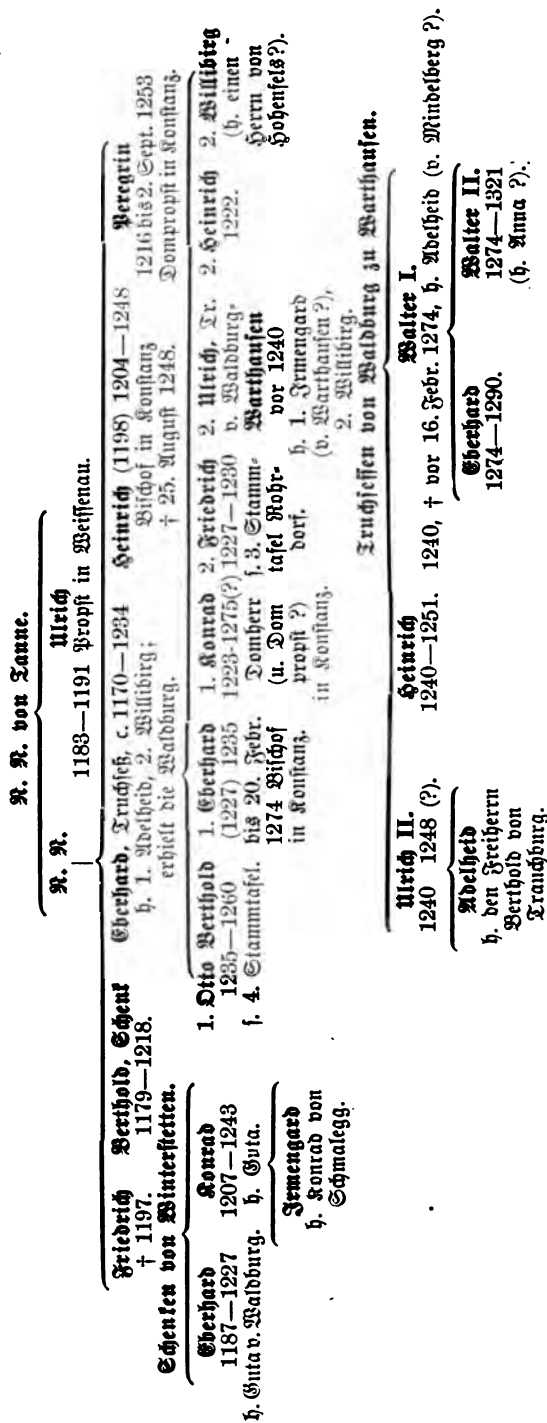 N. N. von Tanne.
N. N.
Ulrich
1183—1191 Propst in Weissenau.
Friedrich
† 1197.
Berthold, Schenk
1179—1218.
Eberhard, Truchseß, c. 1170—1234
h. 1. Adelheid, 2. Willibirg;
erhielt die Waldburg.
Heinrich (1198) 1204—1248
Bischof in Konstanz
† 25. August 1248.
Peregrin
1216 bis 2. Sept. 1253
Dompropst in Konstanz.
Schenken von Winterstetten.
Eberhard
1187—1227
h. Guta v. Waldburg.
Konrad
1207—1243
h. Guta.
Irmengard
h. Konrad von
Schmalegg.
1. Otto Berthold
1235—1260
s. 4. Stammtafel.
1. Eberhard
(1227) 1235
bis 20. Febr.
1274 Bischof
in Konstanz.
1. Konrad
1223-1275(?)
Domherr
(u. Dom
propst ?)
in Konstanz.
2. Friedrich
1227—1230
s. 3. Stamm-
tafel Rohr-
dorf.
2. Ulrich, Tr.
v. Waldburg-
Warthausen
vor 1240
h. 1. Irmengard
(v. Warthausen ?),
2. Willibirg.
2. Heinrich
1222.
2. Willibirg
(h. einen
Herrn von
Hohenfels?).
Truchsessen von Waldburg zu Warthausen.
Ulrich II.
1240 1248 (?).
Adelheid
h. den Freiherrn
Berthold von
Trauchburg.
Heinrich
1240—1251.
Walter I.
1240, † vor 16. Febr. 1274, h. Adelheid (v. Mindelberg ?).
Eberhard
1274—1290.
Walter II.
1274—1321
(h. Anna ?).